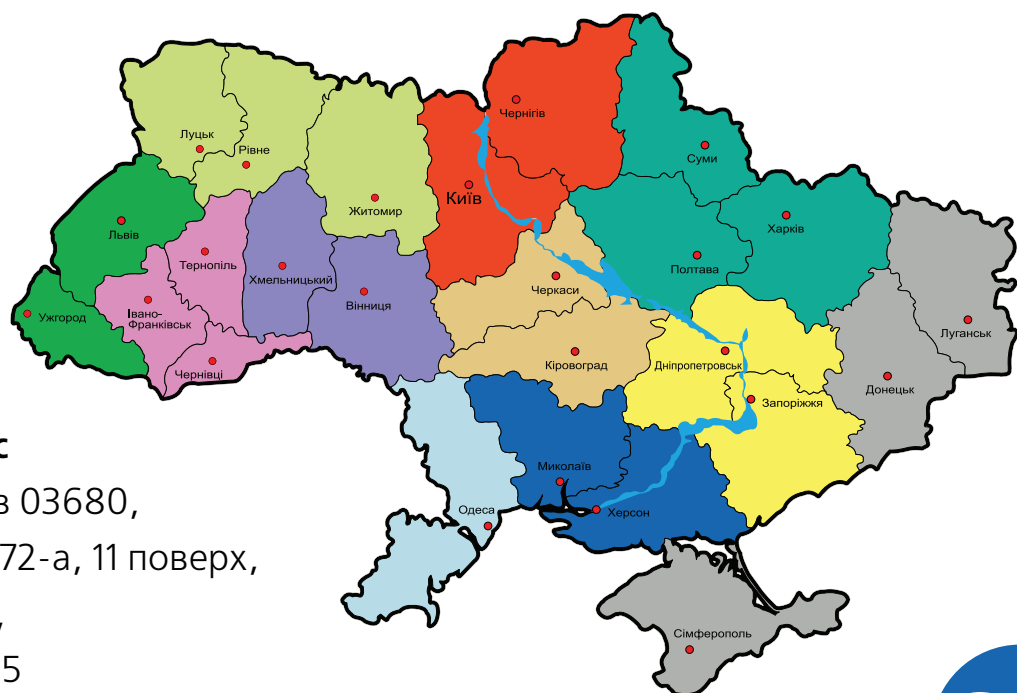 Чернігів
Луцьк
Рівне
Суми
Київ
Житомир
Львів
Харків
Тернопіль
Полтава
Хмельницький
Черкаси
Вінниця
Івано-
Франківськ
Ужгород
Луганськ
Кіровоград
Дніпропетровськ
Чернівці
Донецьк
Запоріжжя
с
в 03680,
Миколаїв
Одеса
Херсон
72-а, 11 поверх,
5
Сімферополь